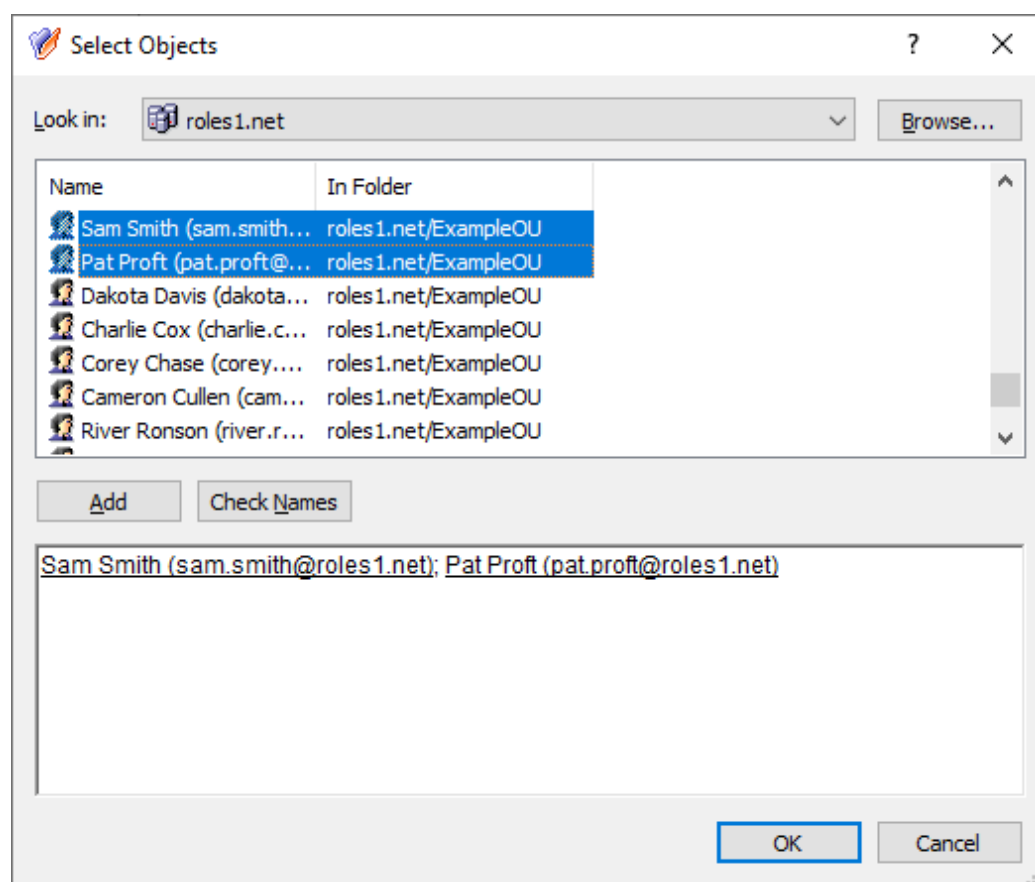 Select Objects ?
Look in: roles1.net Browse...
Name In Folder
Sam Smith (sam.smith... roles1.net/ExampleOU
Pat Proft (pat.proft@... roles1.net/ExampleOU
Dakota Davis (dakota... roles1.net/ExampleOU
Charlie Cox (charlie.c... roles1.net/ExampleOU
Corey Chase (corey.... roles1.net/ExampleOU
Cameron Cullen (cam... roles1.net/ExampleOU
River Ronson (river.r... roles1.net/ExampleOU
Add Check Names
Sam Smith (sam.smith@roles1.net); Pat Proft (pat.proft@roles1.net)
OK Cancel